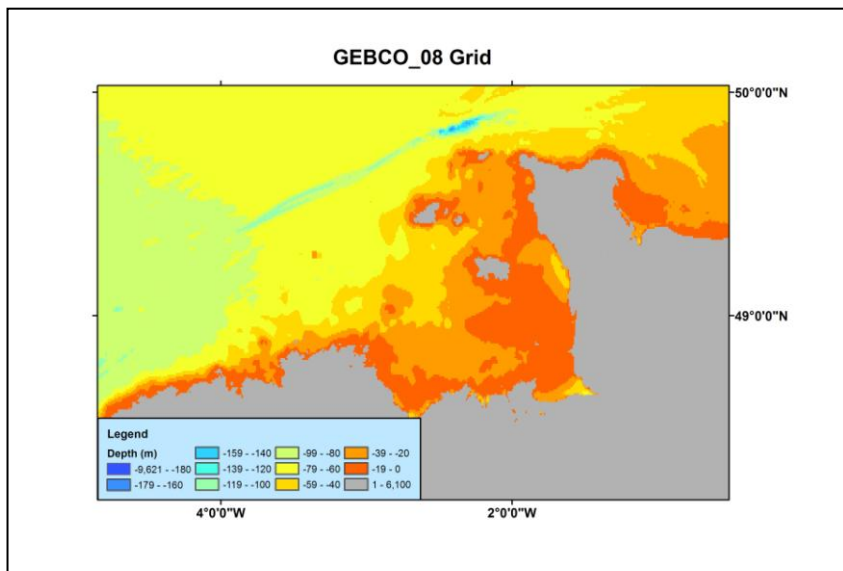 GEBCO_08 Grid
50°0'0"N
49°0'0"N
Legend
Depth (m)
-9,621 - -180
-179 - -160
-159 - -140
-139 - -120
-119 - -100
-99 - -80
-79 - -60
-59 - -40
-39 - -20
-19 - 0
1 - 6,100
4°0'0"W
2°0'0"W